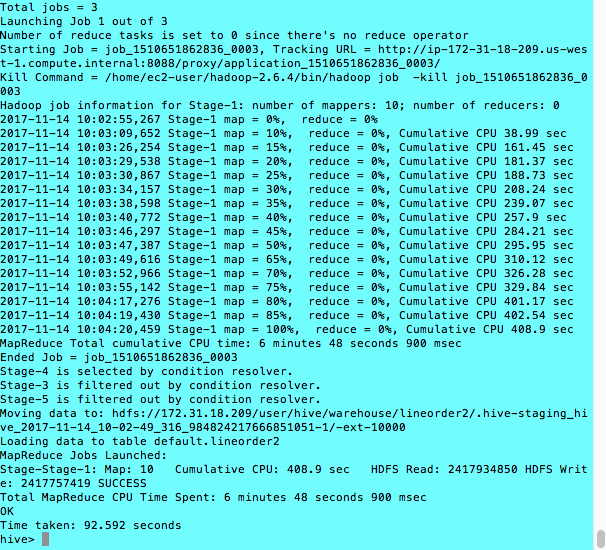 Total jobs = 3
Launching Job 1 out of 3
Number of reduce tasks is set to 0 since there's no reduce operator
Starting Job = job_1510651862836_0003, Tracking URL = http://ip-172-31-18-209.us-wes
t-1.compute.internal:8088/proxy/application_1510651862836_0003/
Kill Command = /home/ec2-user/hadoop-2.6.4/bin/hadoop job  -kill job_1510651862836_0
003
Hadoop job information for Stage-1: number of mappers: 10; number of reducers: 0
2017-11-14 10:02:55,267 Stage-1 map = 0%,  reduce = 0%
2017-11-14 10:03:09,652 Stage-1 map = 10%,  reduce = 0%, Cumulative CPU 38.99 sec
2017-11-14 10:03:26,254 Stage-1 map = 15%,  reduce = 0%, Cumulative CPU 161.45 sec
2017-11-14 10:03:29,538 Stage-1 map = 20%,  reduce = 0%, Cumulative CPU 181.37 sec
2017-11-14 10:03:30,867 Stage-1 map = 25%,  reduce = 0%, Cumulative CPU 188.73 sec
2017-11-14 10:03:34,157 Stage-1 map = 30%,  reduce = 0%, Cumulative CPU 208.24 sec
2017-11-14 10:03:38,598 Stage-1 map = 35%,  reduce = 0%, Cumulative CPU 239.07 sec
2017-11-14 10:03:40,772 Stage-1 map = 40%,  reduce = 0%, Cumulative CPU 257.9 sec
2017-11-14 10:03:46,297 Stage-1 map = 45%,  reduce = 0%, Cumulative CPU 284.21 sec
2017-11-14 10:03:47,387 Stage-1 map = 50%,  reduce = 0%, Cumulative CPU 295.95 sec
2017-11-14 10:03:49,616 Stage-1 map = 65%,  reduce = 0%, Cumulative CPU 310.12 sec
2017-11-14 10:03:52,966 Stage-1 map = 70%,  reduce = 0%, Cumulative CPU 326.28 sec
2017-11-14 10:03:55,142 Stage-1 map = 75%,  reduce = 0%, Cumulative CPU 329.84 sec
2017-11-14 10:04:17,276 Stage-1 map = 80%,  reduce = 0%, Cumulative CPU 401.17 sec
2017-11-14 10:04:19,430 Stage-1 map = 85%,  reduce = 0%, Cumulative CPU 402.54 sec
2017-11-14 10:04:20,459 Stage-1 map = 100%,  reduce = 0%, Cumulative CPU 408.9 sec
MapReduce Total cumulative CPU time: 6 minutes 48 seconds 900 msec
Ended Job = job_1510651862836_0003
Stage-4 is selected by condition resolver.
Stage-3 is filtered out by condition resolver.
Stage-5 is filtered out by condition resolver.
Moving data to: hdfs://172.31.18.209/user/hive/warehouse/lineorder2/.hive-staging_hi
ve_2017-11-14_10-02-49_316_984824217666851051-1/-ext-10000
Loading data to table default.lineorder2
MapReduce Jobs Launched:
Stage-Stage-1: Map: 10   Cumulative CPU: 408.9 sec   HDFS Read: 2417934850 HDFS Writ
e: 2417757419 SUCCESS
Total MapReduce CPU Time Spent: 6 minutes 48 seconds 900 msec
OK
Time taken: 92.592 seconds
hive>